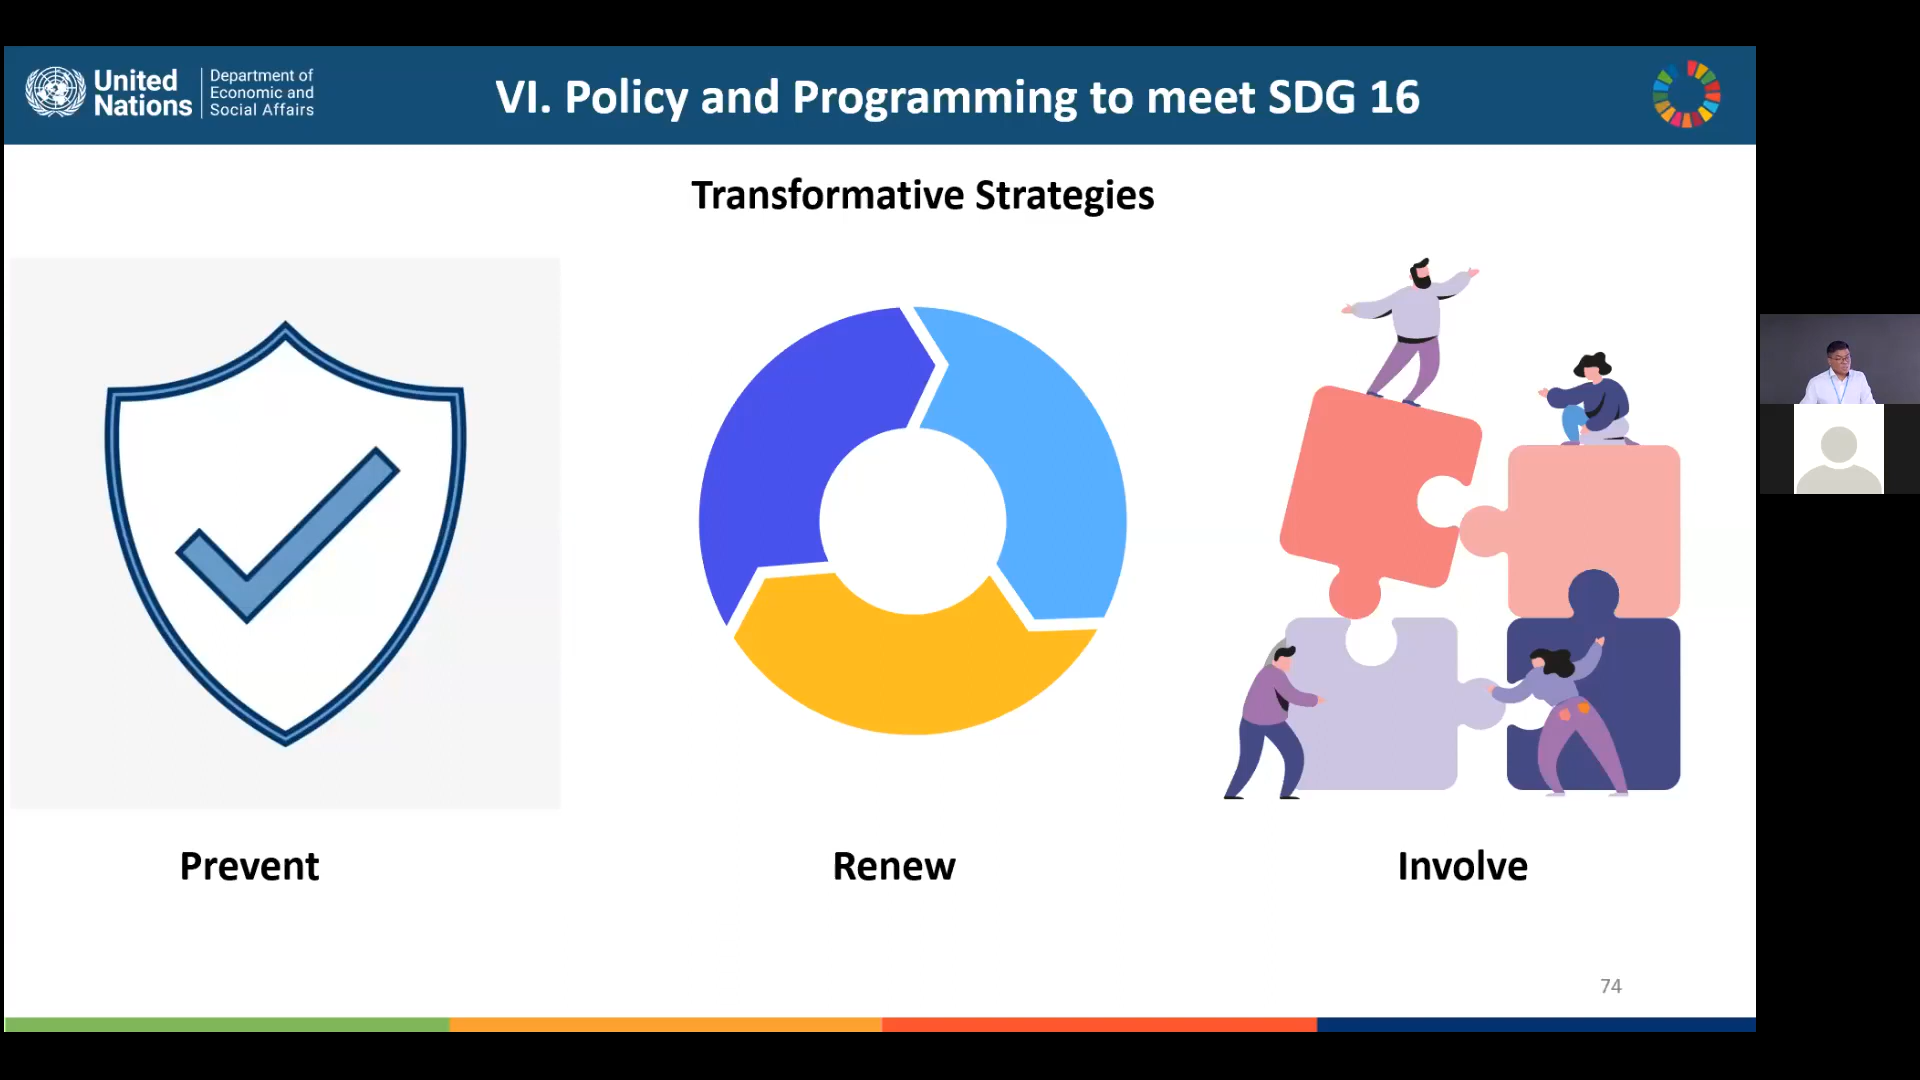 United
Nations
Department of
Economic and
Social Affairs
VI. Policy and Programming to meet SDG 16
Transformative Strategies
Prevent
Renew
Involve
74